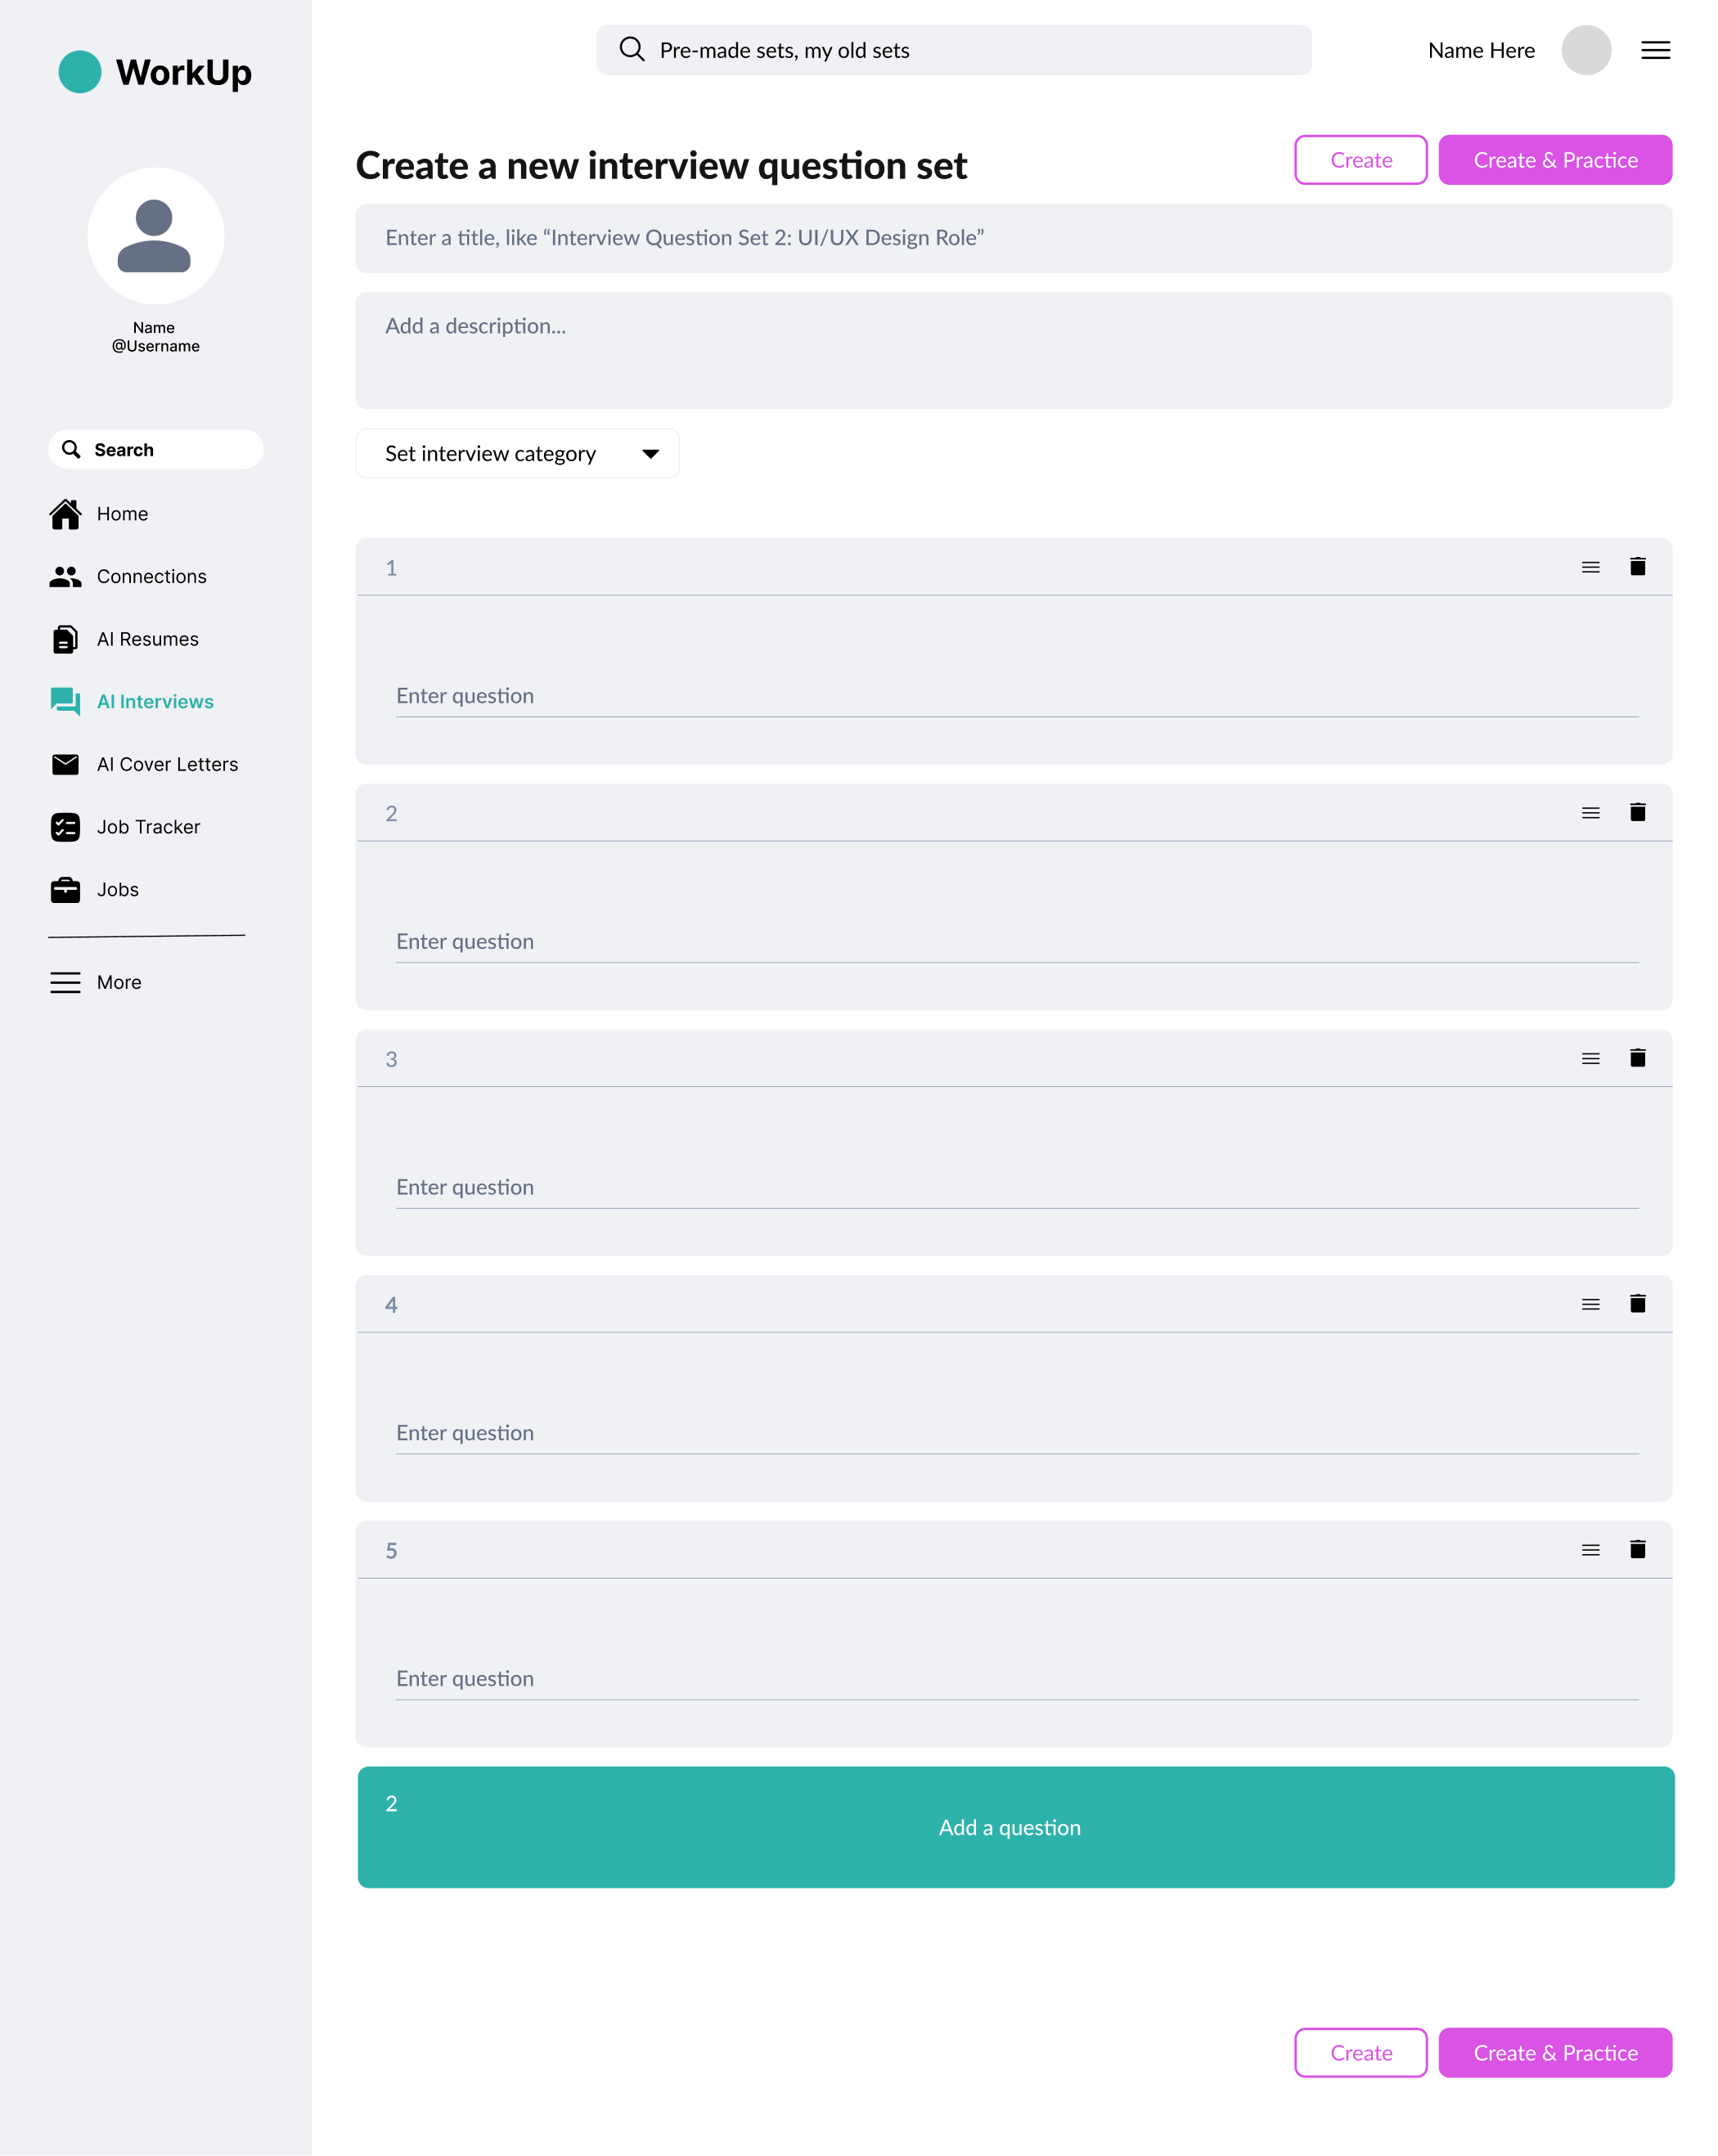 WorkUp
Name
@Username
Search
Home
Connections
AI Resumes
AI Interviews
AI Cover Letters
Job Tracker
Jobs
More
Pre-made sets, my old sets
Name Here
Create a new interview question set
Create
Create & Practice
Enter a title, like “Interview Question Set 2: UI/UX Design Role”
Add a description...
Set interview category
1
Enter question
2
Enter question
3
Enter question
4
Enter question
5
Enter question
2
Add a question
Create
Create & Practice